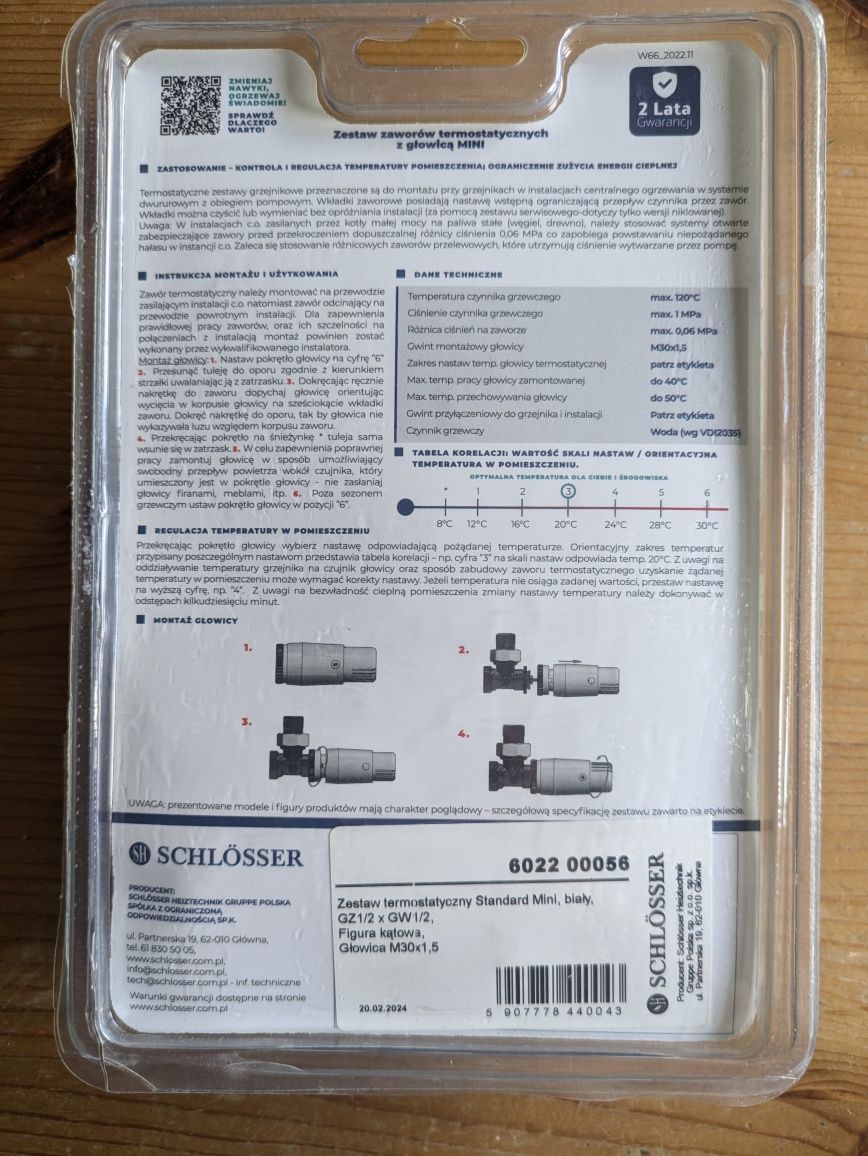 W66_2022.11
ZMIENIAJ
NAWYKI,
OGRZEWAJ
ŚWIADOMIE!
SPRAWDŹ
DLACZEGO
WARTO!
2 Lata
Gwarancji
Zestaw zaworów termostatycznych
z głowicą MINI
ZASTOSOWANIE – KONTROLA I REGULACJA TEMPERATURY POMIESZCZENIA; OGRANICZENIE ZUŻYCIA ENERGII CIEPLNEJ
Termostatyczne zestawy grzejnikowe przeznaczone są do montażu przy grzejnikach w instalacjach centralnego ogrzewania w systemie
dwururowym z obiegiem pompowym. Wkładki zaworowe posiadają nastawę wstępną ograniczającą przepływ czynnika przez zawór.
Wkładki można czyścić lub wymieniać bez opróżniania instalacji (za pomocą zestawu serwisowego-dotyczy tylko wersji niklowanej).
Uwaga: W instalacjach c.o. zasilanych przez kotły małej mocy na paliwa stałe (węgiel, drewno), należy stosować systemy otwarte
zabezpieczające zawory przed przekroczeniem dopuszczalnej różnicy ciśnienia 0,06 MPa co zapobiega powstawaniu niepożądanego
hałasu w instancji c.o. Zaleca się stosowanie różnicowych zaworów przelewowych, które utrzymują ciśnienie wytwarzane przez pompę.
INSTRUKCJA MONTAŻU I UŻYTKOWANIA
Zawór termostatyczny należy montować na przewodzie
zasilającym instalacji c.o. natomiast zawór odcinający na
przewodzie powrotnym instalacji. Dla zapewnienia
prawidłowej pracy zaworów, oraz ich szczelności na
połączeniach z instalacją montaż powinien zostać
wykonany przez wykwalifikowanego instalatora.
Montaż głowicy: 1. Nastaw pokrętło głowicy na cyfrę "6"
2. Przesunąć tuleję do oporu zgodnie z kierunkiem
strzałki uwalaniając ją z zatrzasku. 3. Dokręcając ręcznie
nakrętkę do zaworu dopychaj głowicę orientując
wycięcia w korpusie głowicy na sześciokącie wkładki
zaworu. Dokręć nakrętkę do oporu, tak by głowica nie
wykazywała luzu względem korpusu zaworu.
4. Przekręcając pokrętło na śnieżynkę * tuleja sama
wsunie się w zatrzask. 5. W celu zapewnienia poprawnej
pracy zamontuj głowicę w sposób umożliwiający
swobodny przepływ powietrza wokół czujnika, który
umieszczony jest w pokrętle głowicy - nie zasłaniaj
głowicy firanami, meblami, itp. 6. Poza sezonem
grzewczym ustaw pokrętło głowicy w pozycji "6".
DANE TECHNICZNE
Temperatura czynnika grzewczego max. 120°C
Ciśnienie czynnika grzewczego max. 1 MPa
Różnica ciśnień na zaworze max. 0,06 MPa
Gwint montażowy głowicy M30x1,5
Zakres nastaw temp. głowicy termostatycznej patrz etykieta
Max. temp. pracy głowicy zamontowanej do 40°C
Max. temp. przechowywania głowicy do 50°C
Gwint przyłączeniowy do grzejnika i instalacji Patrz etykieta
Czynnik grzewczy Woda (wg VDI2035)
TABELA KORELACJI: WARTOŚĆ SKALI NASTAW / ORIENTACYJNA
TEMPERATURA W POMIESZCZENIU.
OPTYMALNA TEMPERATURA DLA CIEBIE I ŚRODOWISKA
* 1 2 3 4 5 6
8°C 12°C 16°C 20°C 24°C 28°C 30°C
REGULACJA TEMPERATURY W POMIESZCZENIU
Przekręcając pokrętło głowicy wybierz nastawę odpowiadającą pożądanej temperaturze. Orientacyjny zakres temperatur
przypisany poszczególnym nastawom przedstawia tabela korelacji – np. cyfra "3" na skali nastaw odpowiada temp. 20°C. Z uwagi na
oddziaływanie temperatury grzejnika na czujnik głowicy oraz sposób zabudowy zaworu termostatycznego uzyskanie żądanej
temperatury w pomieszczeniu może wymagać korekty nastawy. Jeżeli temperatura nie osiąga zadanej wartości, przestaw nastawę
na wyższą cyfrę, np. "4". Z uwagi na bezwładność cieplną pomieszczenia zmiany nastawy temperatury należy dokonywać w
odstępach kilkudziesięciu minut.
MONTAŻ GŁOWICY
1.
2.
3.
4.
UWAGA: prezentowane modele i figury produktów mają charakter poglądowy – szczegółową specyfikację zestawu zawarto na etykiecie.
SH SCHLÖSSER
PRODUCENT:
SCHLÖSSER HEIZTECHNIK GRUPPE POLSKA
SPÓŁKA Z OGRANICZONĄ
ODPOWIEDZIALNOŚCIĄ SP.K.
ul. Partnerska 19, 62-010 Główna,
tel. 61 830 50 05,
www.schlosser.com.pl,
info@schlosser.com.pl,
tech@schlosser.com.pl - inf. techniczne
Warunki gwarancji dostępne na stronie
www.schlosser.com.pl
6022 00056
Zestaw termostatyczny Standard Mini, biały,
GZ1/2 x GW1/2,
Figura kątowa,
Głowica M30x1,5
20.02.2024
5 907778 440043
SH SCHLÖSSER
Producent: Schlösser Heiztechnik
Gruppe Polska sp. z o.o. sp.k.
ul. Partnerska 19, 62-010 Główna